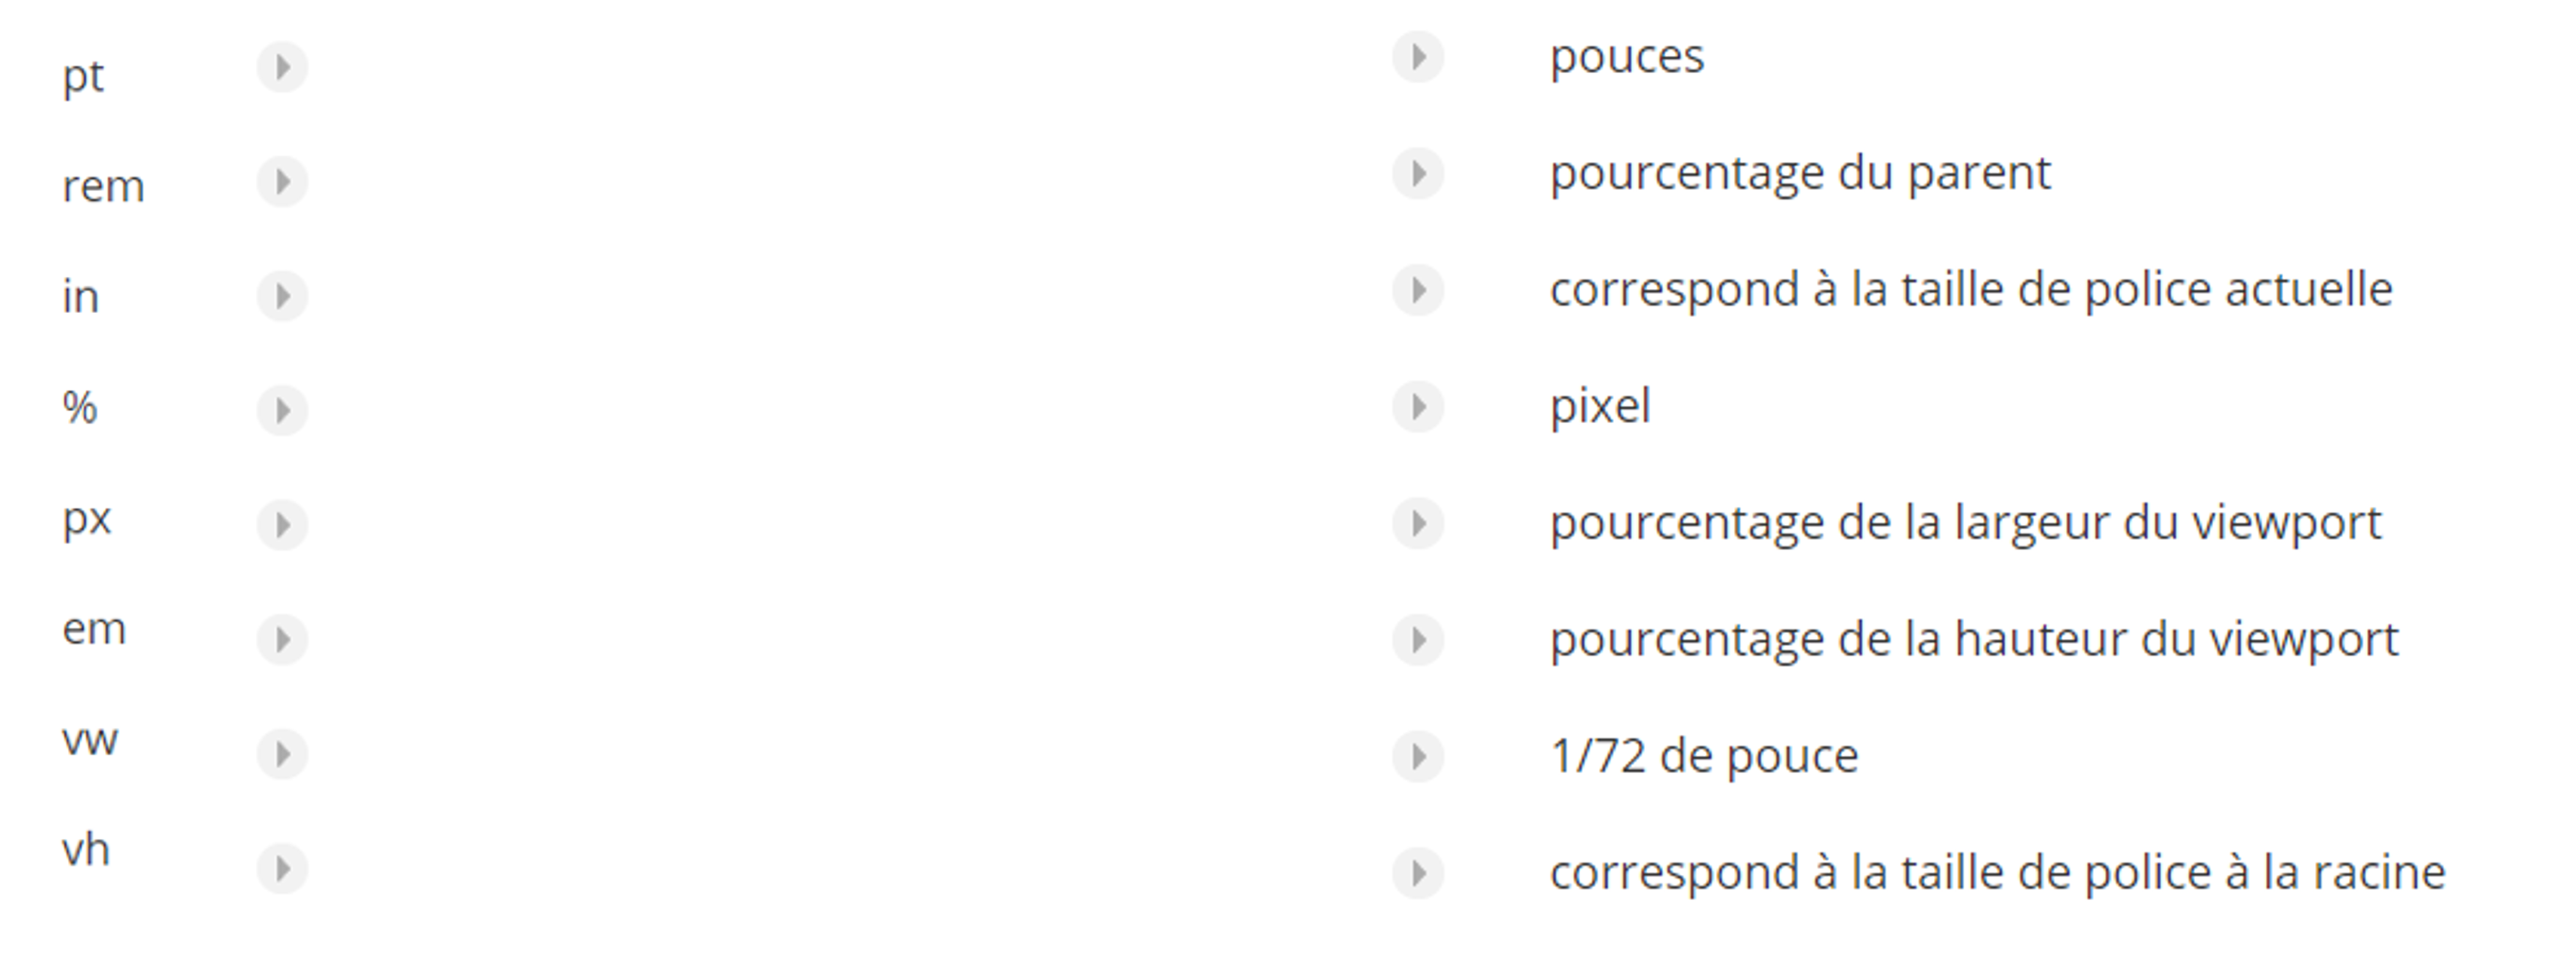 pt
rem
in
%
px
em
vw
vh
pouces
pourcentage du parent
correspond à la taille de police actuelle
pixel
pourcentage de la largeur du viewport
pourcentage de la hauteur du viewport
1/72 de pouce
correspond à la taille de police à la racine